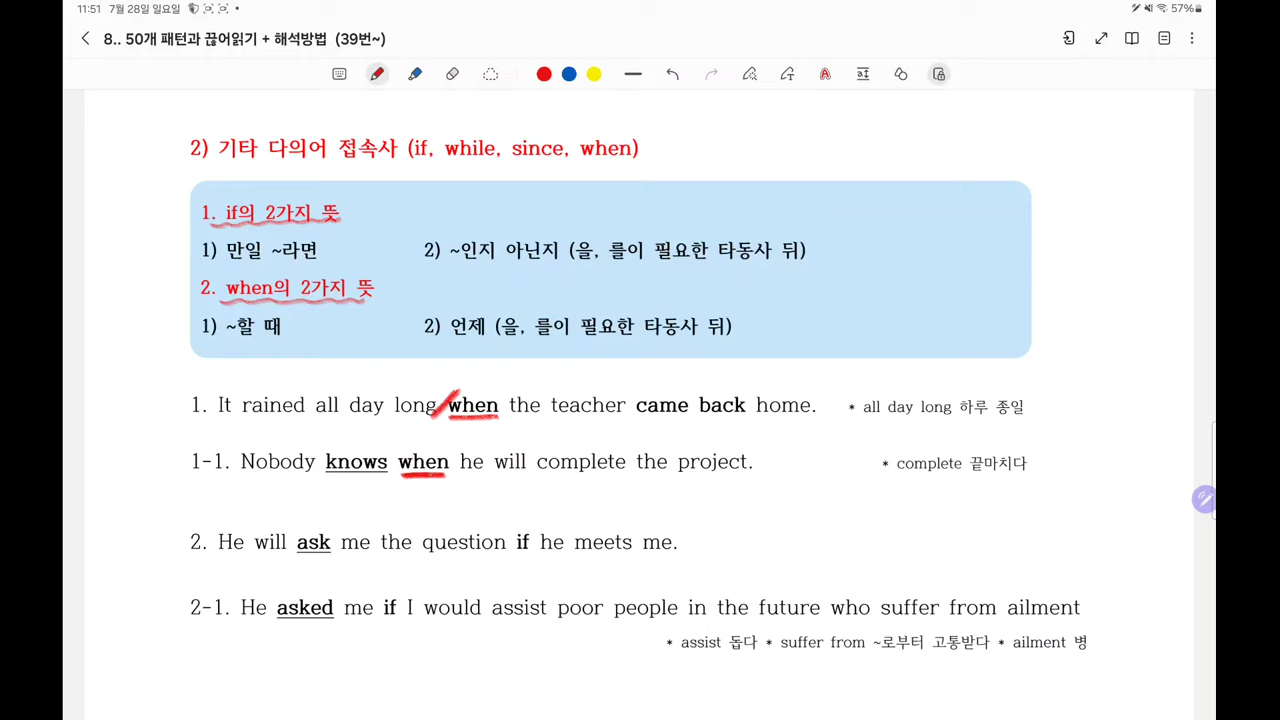 11:51 7월 28일 일요일 57%
8.. 50개 패턴과 끊어읽기 + 해석방법 (39번~)
2) 기타 다의어 접속사 (if, while, since, when)
1. if의 2가지 뜻
1) 만일 ~라면 2) ~인지 아닌지 (을, 를이 필요한 타동사 뒤)
2. when의 2가지 뜻
1) ~할 때 2) 언제 (을, 를이 필요한 타동사 뒤)
1. It rained all day long when the teacher came back home. * all day long 하루 종일
1-1. Nobody knows when he will complete the project. * complete 끝마치다
2. He will ask me the question if he meets me.
2-1. He asked me if I would assist poor people in the future who suffer from ailment
* assist 돕다 * suffer from ~로부터 고통받다 * ailment 병